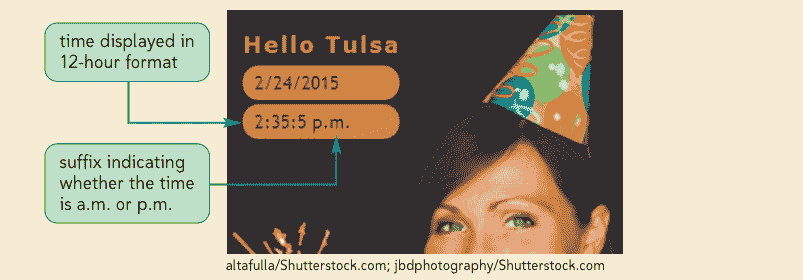 time displayed in
12-hour format
Hello Tulsa
2/24/2015
2:35:5 p.m.
suffix indicating
whether the time
is a.m. or p.m.
altafulla/Shutterstock.com; jbdphotography/Shutterstock.com